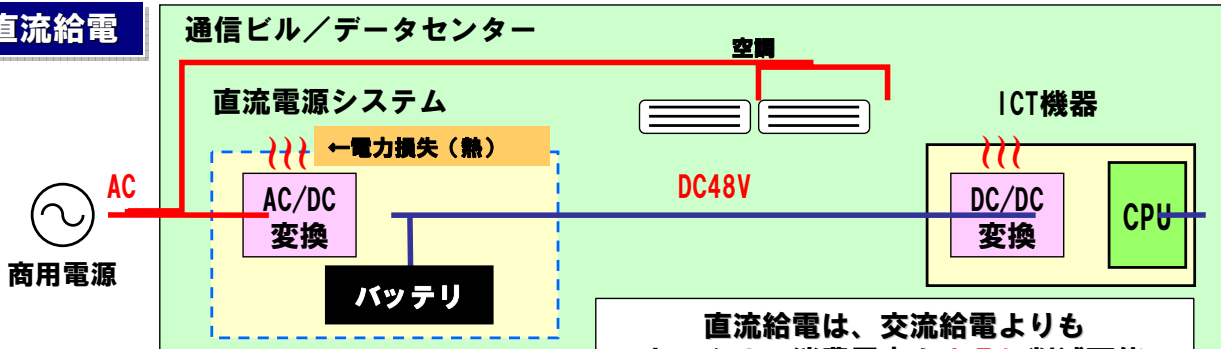 直流給電
通信ビル／データセンター
空調
直流電源システム
ICT機器
←電力損失（熱）
AC
AC/DC
変換
DC48V
DC/DC
変換
CPU
商用電源
バッテリ
直流給電は、交流給電よりも